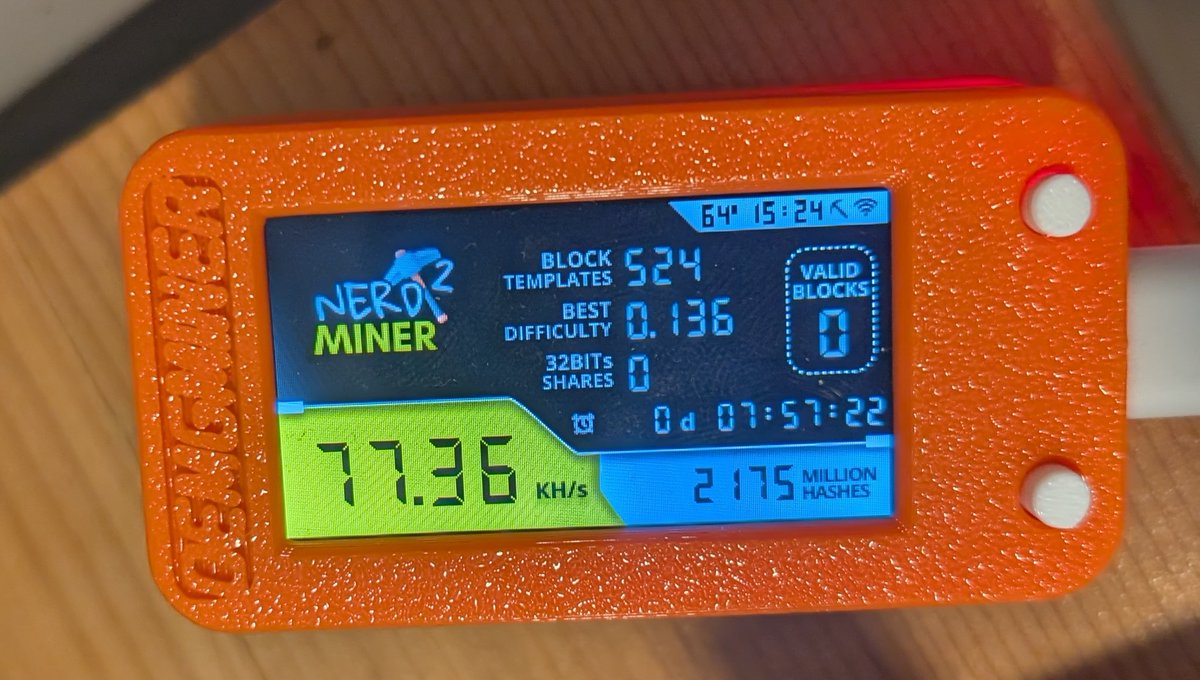 64° 15:24
NERD 2
MINER
BLOCK
TEMPLATES 524
BEST
DIFFICULTY 0.136
32BITs
SHARES 0
VALID
BLOCKS
0
0d 07:57:22
77.36 KH/s
2175 MILLION
HASHES